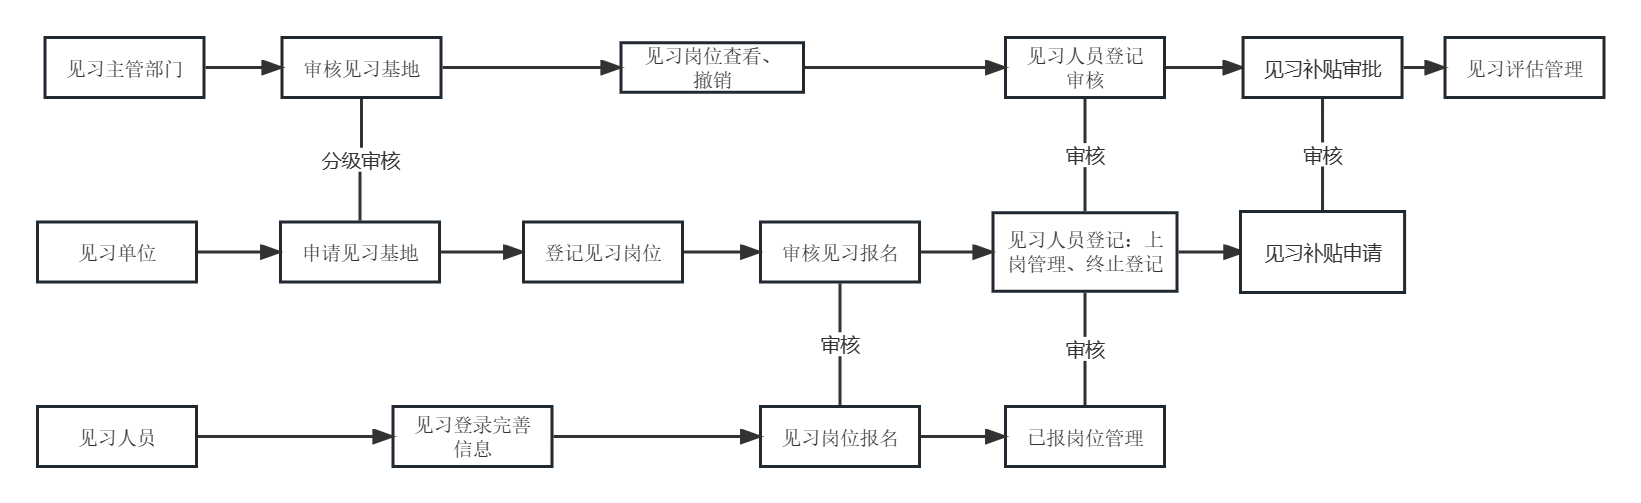 见习主管部门
审核见习基地
见习岗位查看、
撤销
见习人员登记
审核
见习补贴审批
见习评估管理
分级审核
审核
审核
见习单位
申请见习基地
登记见习岗位
审核见习报名
见习人员登记：上
岗管理、终止登记
见习补贴申请
审核
审核
见习人员
见习登录完善
信息
见习岗位报名
已报岗位管理